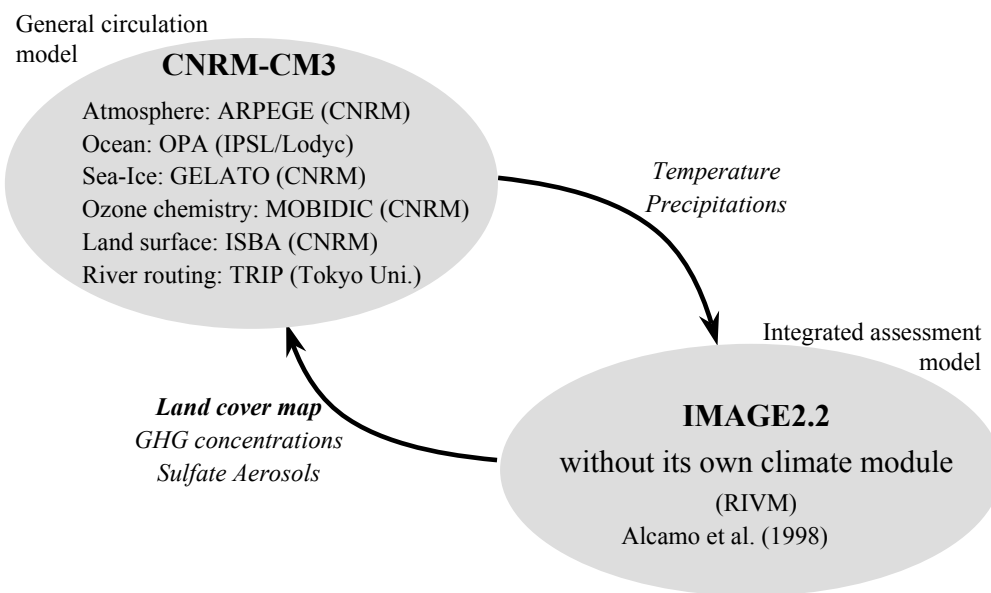 General circulation
model
CNRM-CM3
Atmosphere: ARPEGE (CNRM)
Ocean: OPA (IPSL/Lodyc)
Sea-Ice: GELATO (CNRM)
Ozone chemistry: MOBIDIC (CNRM)
Land surface: ISBA (CNRM)
River routing: TRIP (Tokyo Uni.)
Temperature
Precipitations
Integrated assessment
model
Land cover map
GHG concentrations
Sulfate Aerosols
IMAGE2.2
without its own climate module
(RIVM)
Alcamo et al. (1998)